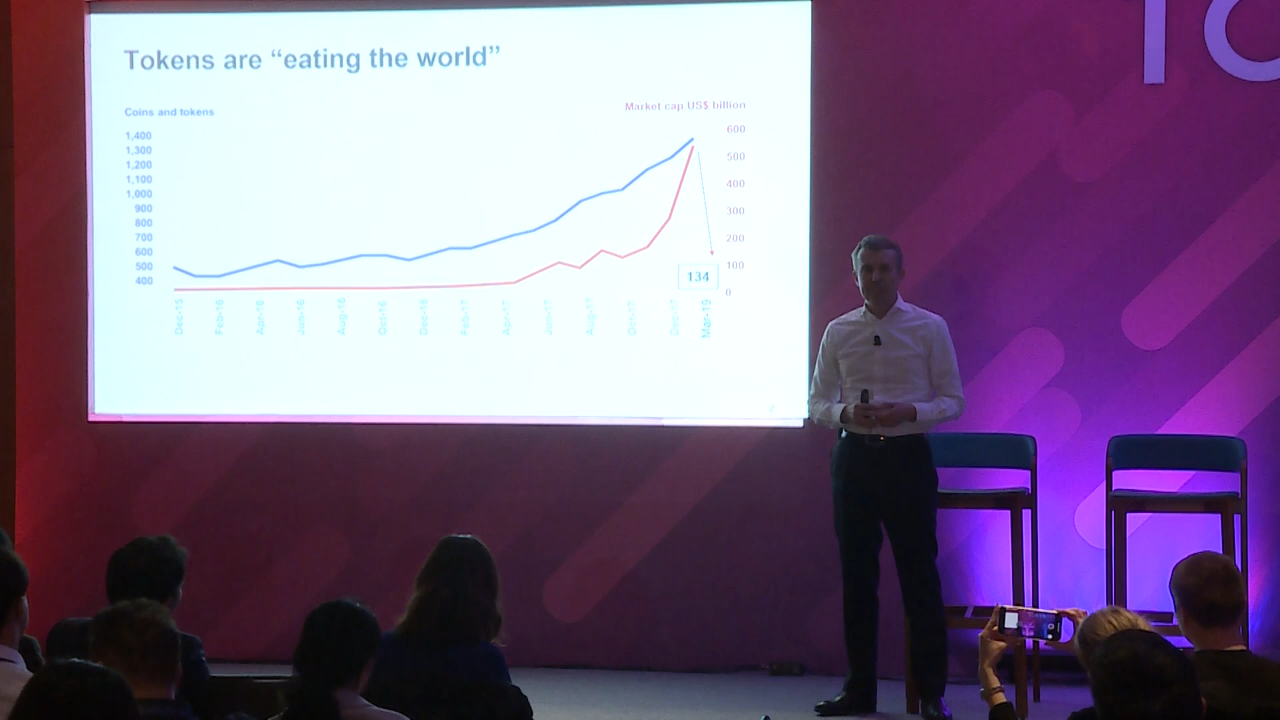 Tokens are “eating the world”
Coins and tokens
Market cap US$ billion
1,400
1,300
1,200
1,100
1,000
900
800
700
600
500
400
600
500
400
300
200
100
0
134
Dec-15
Feb-16
Apr-16
Jun-16
Aug-16
Oct-16
Dec-16
Feb-17
Apr-17
Jun-17
Aug-17
Oct-17
Dec-17
Mar-19